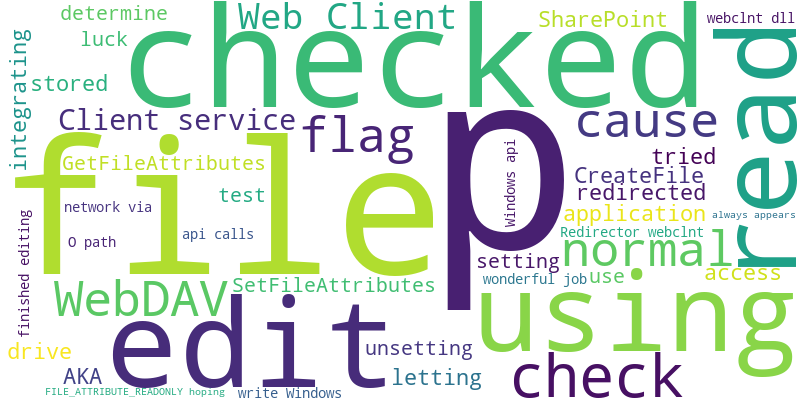 determine
Web Client
SharePoint
webclnt dll
luck
checked
read
integrating
stored
Client service
flag
cause
file
p
GetFileAttributes
Windows api
tried
CreateFile
test
redirected
network via
application
always appears
api calls
Redirector webclnt
O path
normal
finished editing
setting
WebDAV
SetFileAttributes
wonderful job
use
access
edit
using
drive
unsetting
AKA
letting
check
FILE_ATTRIBUTE_READONLY hoping
write Windows